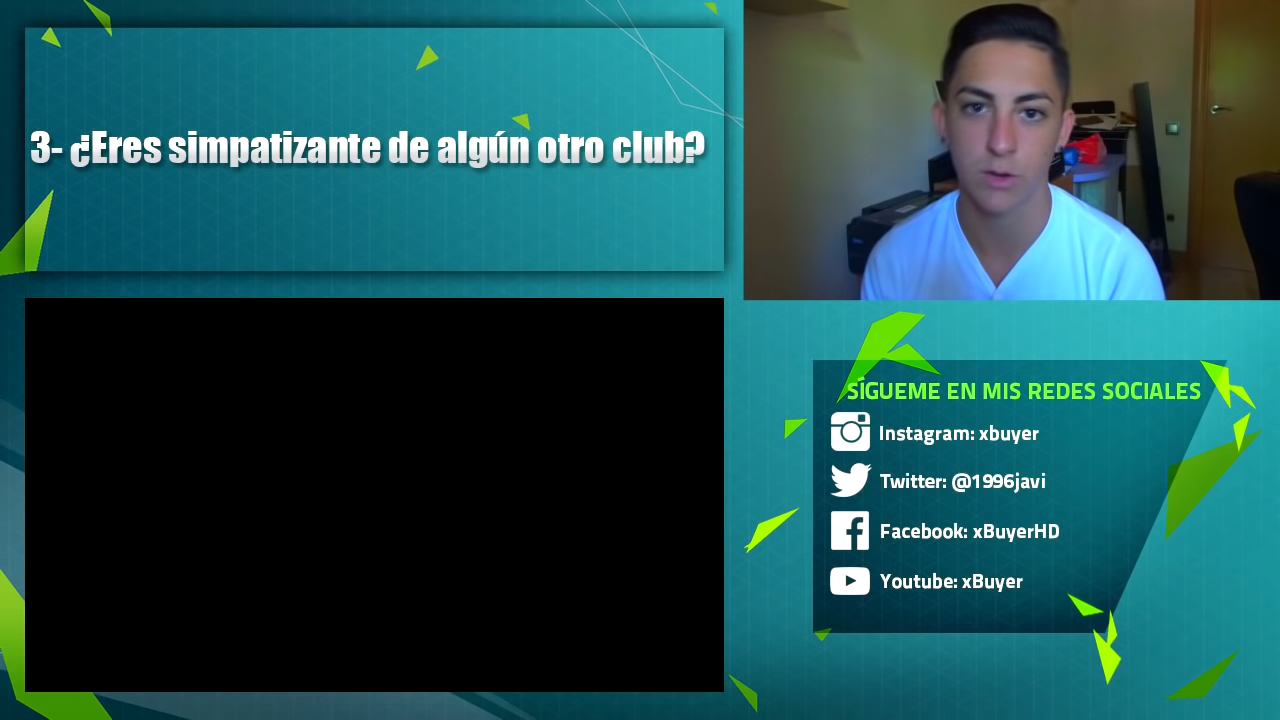 3- ¿Eres simpatizante de algún otro club?
SÍGUEME EN MIS REDES SOCIALES
Instagram: xbuyer
Twitter: @1996javi
Facebook: xBuyerHD
Youtube: xBuyer